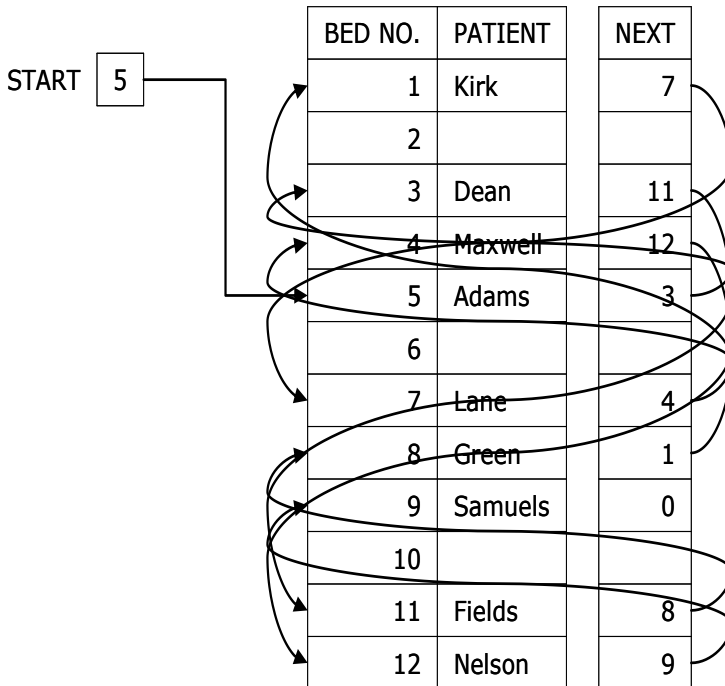 BED NO. PATIENT NEXT
START 5
1 Kirk 7
2
3 Dean 11
4 Maxwell 12
5 Adams 3
6
7 Lane 4
8 Green 1
9 Samuels 0
10
11 Fields 8
12 Nelson 9